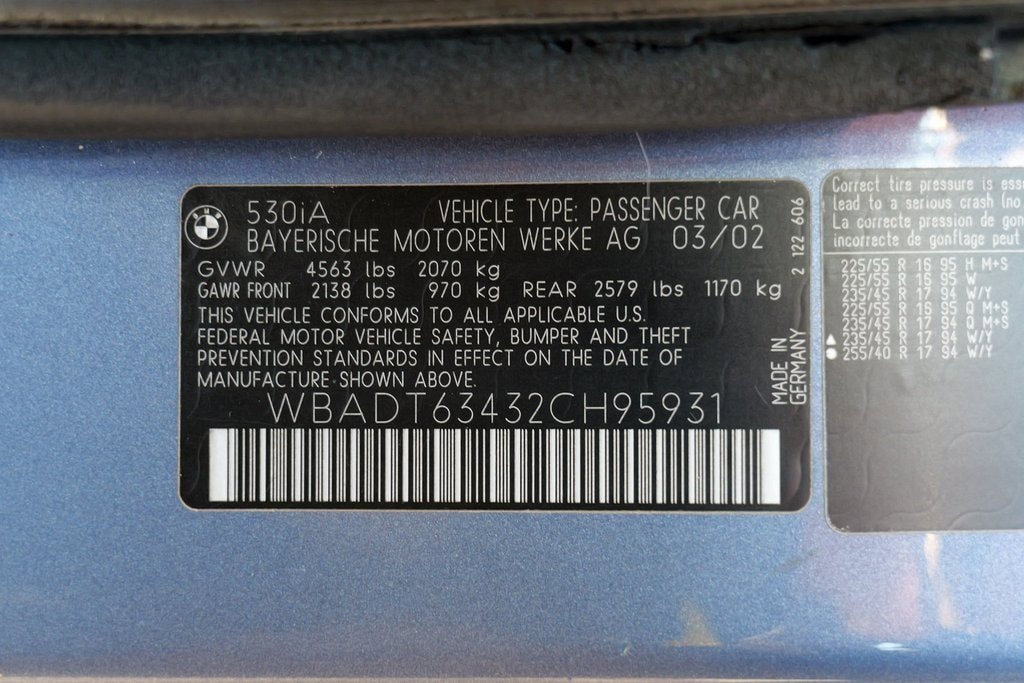 530iA VEHICLE TYPE: PASSENGER CAR
BAYERISCHE MOTOREN WERKE AG 03/02
GVWR 4563 lbs 2070 kg
GAWR FRONT 2138 lbs 970 kg REAR 2579 lbs 1170 kg
THIS VEHICLE CONFORMS TO ALL APPLICABLE U.S.
FEDERAL MOTOR VEHICLE SAFETY, BUMPER AND THEFT
PREVENTION STANDARDS IN EFFECT ON THE DATE OF
MANUFACTURE SHOWN ABOVE.
WBADT63432CH95931
2 122 606
MADE IN
GERMANY
Correct tire pressure is
lead to a serious crash (no
La correcte pression de
incorrecte de gonflage peut
225/55 R 16 95 H M+S
225/55 R 16 95 W
235/45 R 17 94 W/Y
225/55 R 16 95 Q M+S
235/45 R 17 94 Q M+S
▲ 235/45 R 17 94 W/Y
● 255/40 R 17 94 W/Y